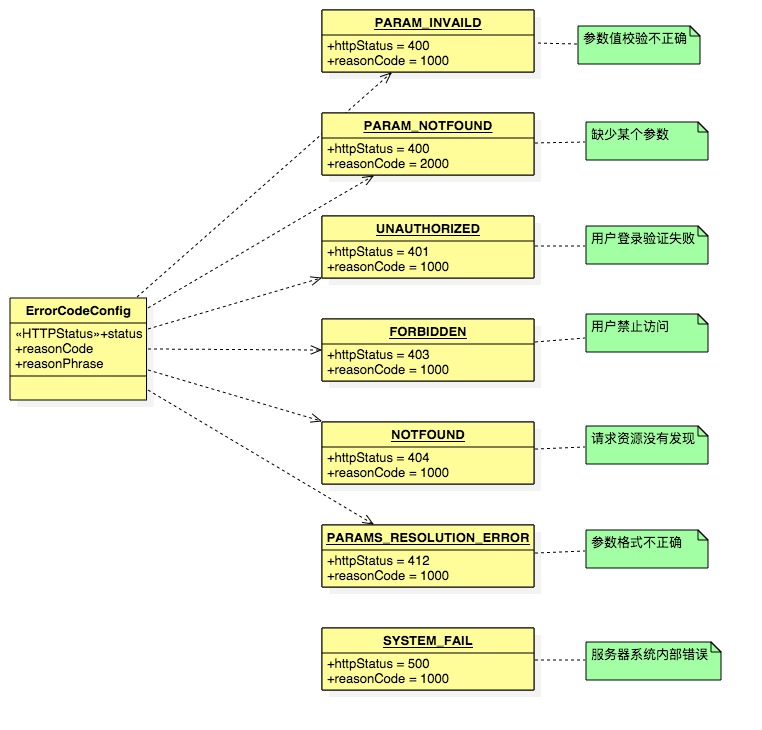 PARAM_INVAILD
+httpStatus = 400
+reasonCode = 1000
参数值校验不正确
PARAM_NOTFOUND
+httpStatus = 400
+reasonCode = 2000
缺少某个参数
UNAUTHORIZED
+httpStatus = 401
+reasonCode = 1000
用户登录验证失败
ErrorCodeConfig
«HTTPStatus»+status
+reasonCode
+reasonPhrase
FORBIDDEN
+httpStatus = 403
+reasonCode = 1000
用户禁止访问
NOTFOUND
+httpStatus = 404
+reasonCode = 1000
请求资源没有发现
PARAMS_RESOLUTION_ERROR
+httpStatus = 412
+reasonCode = 1000
参数格式不正确
SYSTEM_FAIL
+httpStatus = 500
+reasonCode = 1000
服务器系统内部错误